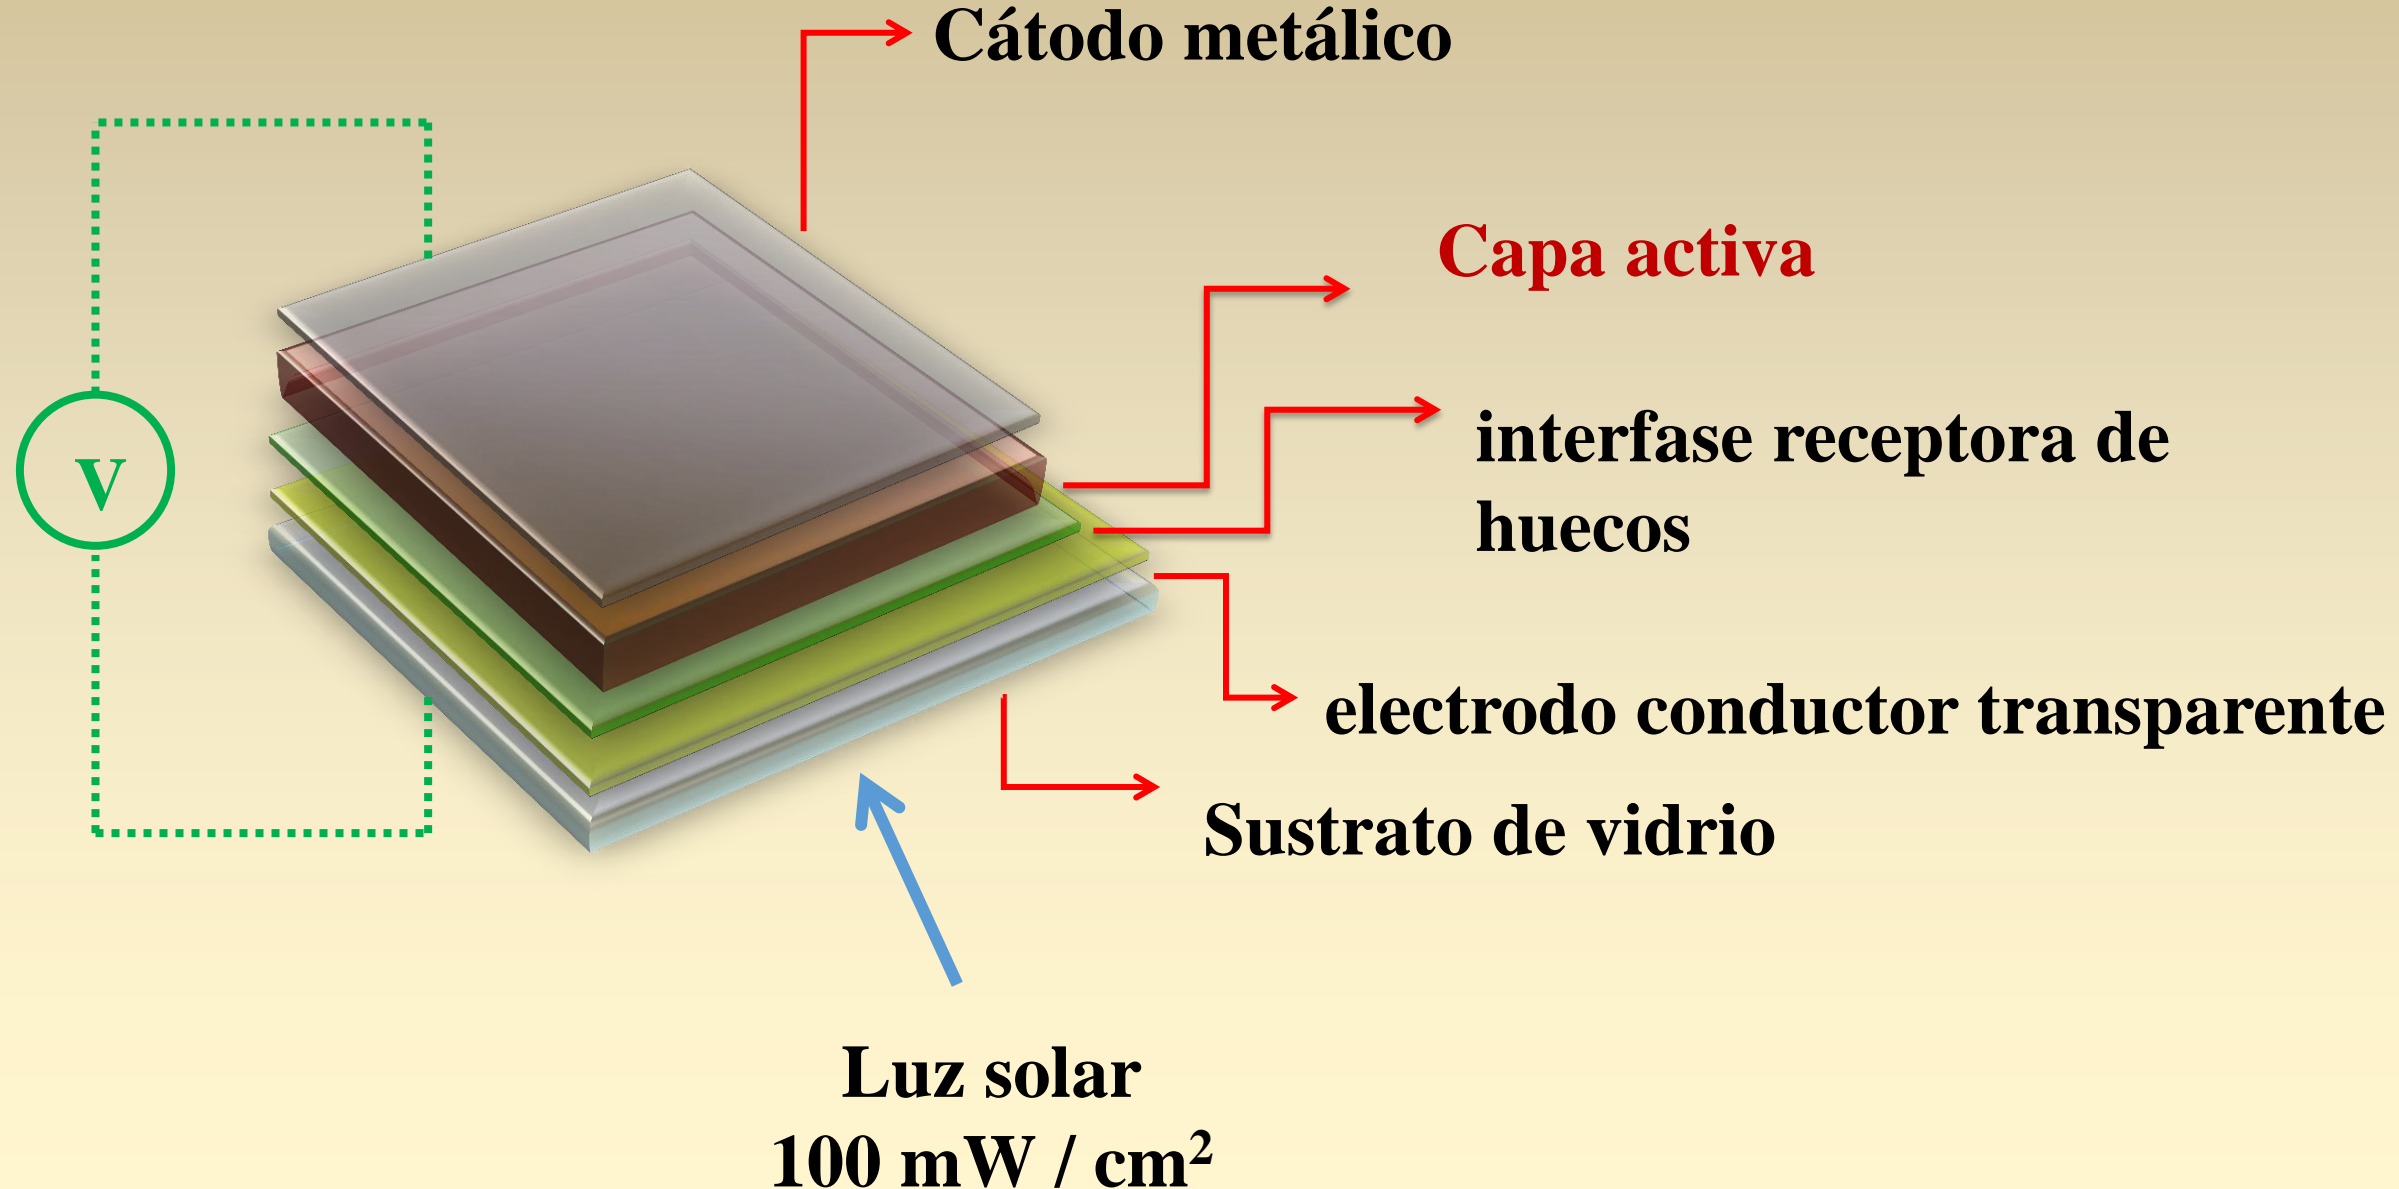 Cátodo metálico
Capa activa
interfase receptora de
huecos
v
electrodo conductor transparente
Sustrato de vidrio
Luz solar
100 mW / cm²